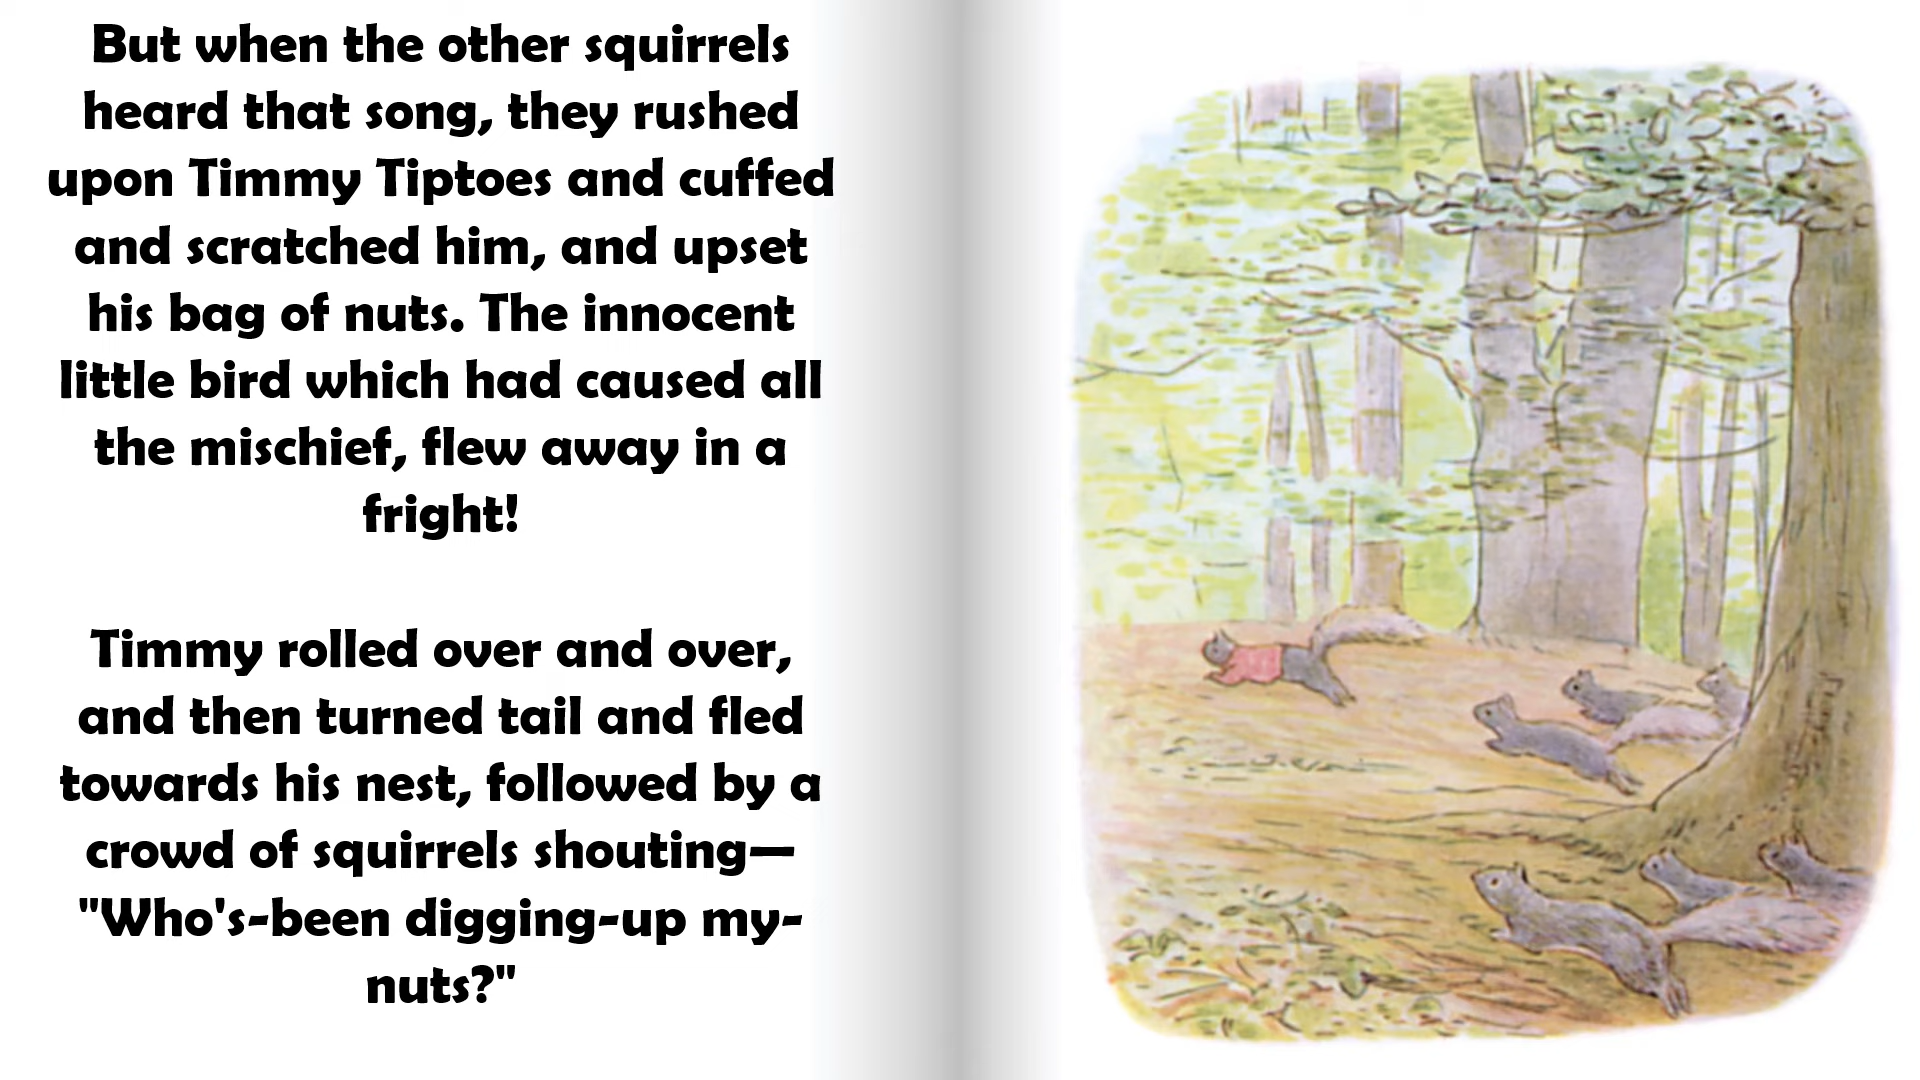 But when the other squirrels
heard that song, they rushed
upon Timmy Tiptoes and cuffed
and scratched him, and upset
his bag of nuts. The innocent
little bird which had caused all
the mischief, flew away in a
fright!
Timmy rolled over and over,
and then turned tail and fled
towards his nest, followed by a
crowd of squirrels shouting—
"Who's-been digging-up my-
nuts?"